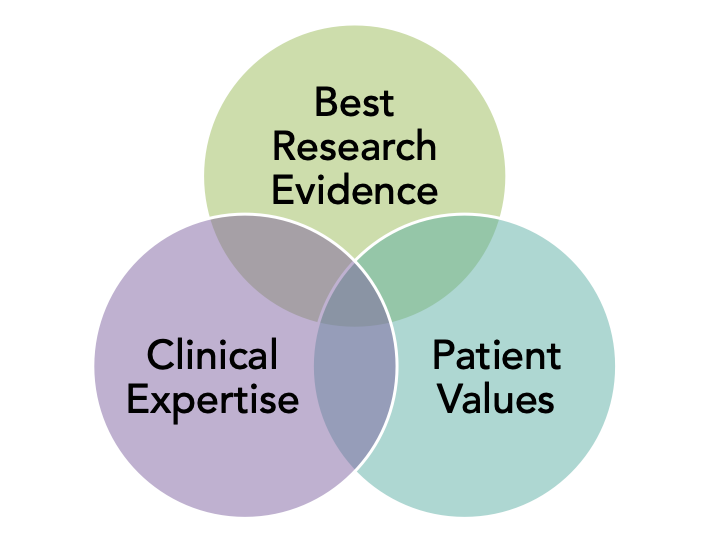 Best
Research
Evidence
Clinical
Expertise
Patient
Values